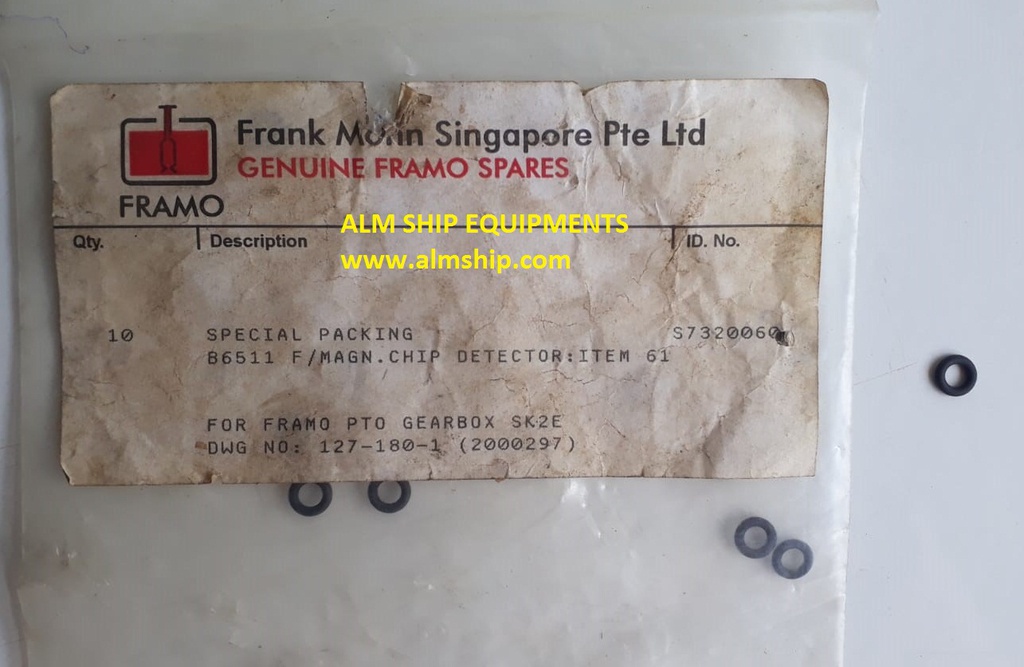 Frank Mohn Singapore Pte Ltd
GENUINE FRAMO SPARES
FRAMO
ALM SHIP EQUIPMENTS
Qty. Description ID. No.
www.almship.com
10 SPECIAL PACKING S7320060
B6511 F/MAGN.CHIP DETECTOR:ITEM 61
FOR FRAMO PTO GEARBOX SK2E
DWG NO: 127-180-1 (2000297)